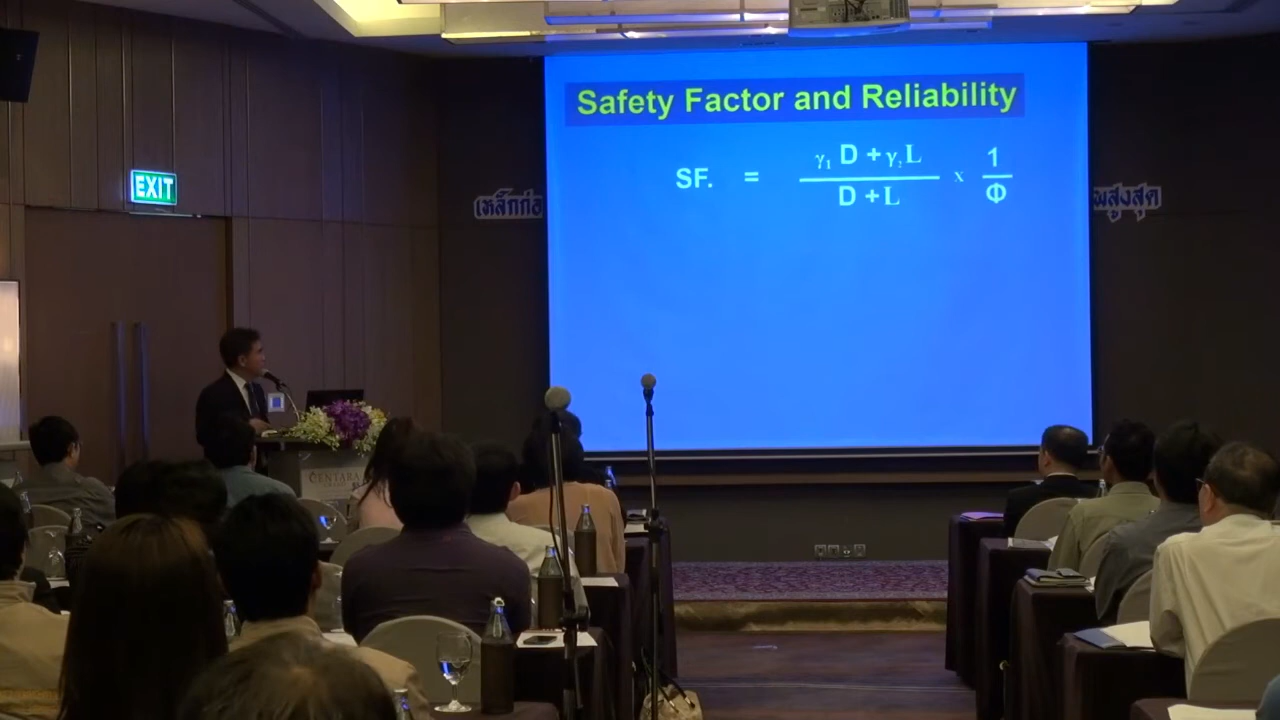 Safety Factor and Reliability
SF. = γ₁ D + γ₂ L / D + L x 1 / Φ
EXIT
เหล็กก่อ
มสูงสุด
CENTARA